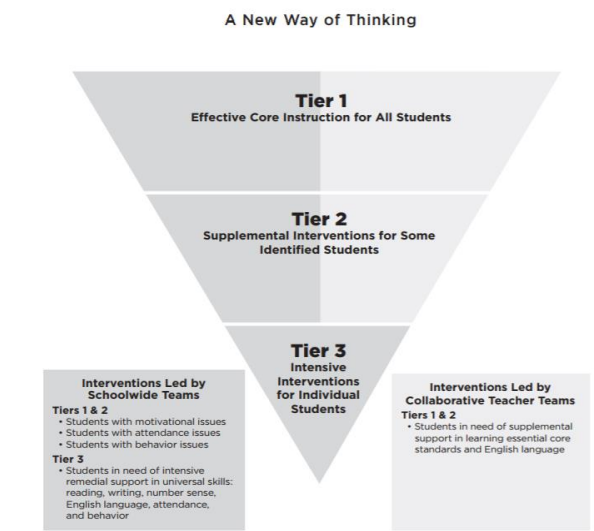 A New Way of Thinking
Tier 1
Effective Core Instruction for All Students
Tier 2
Supplemental Interventions for Some
Identified Students
Tier 3
Intensive
Interventions
for Individual
Students
Interventions Led by
Schoolwide Teams
Tiers 1 & 2
• Students with motivational issues
• Students with attendance issues
• Students with behavior issues
Tier 3
• Students in need of intensive
remedial support in universal skills:
reading, writing, number sense,
English language, attendance,
and behavior
Interventions Led by
Collaborative Teacher Teams
Tiers 1 & 2
• Students in need of supplemental
support in learning essential core
standards and English language